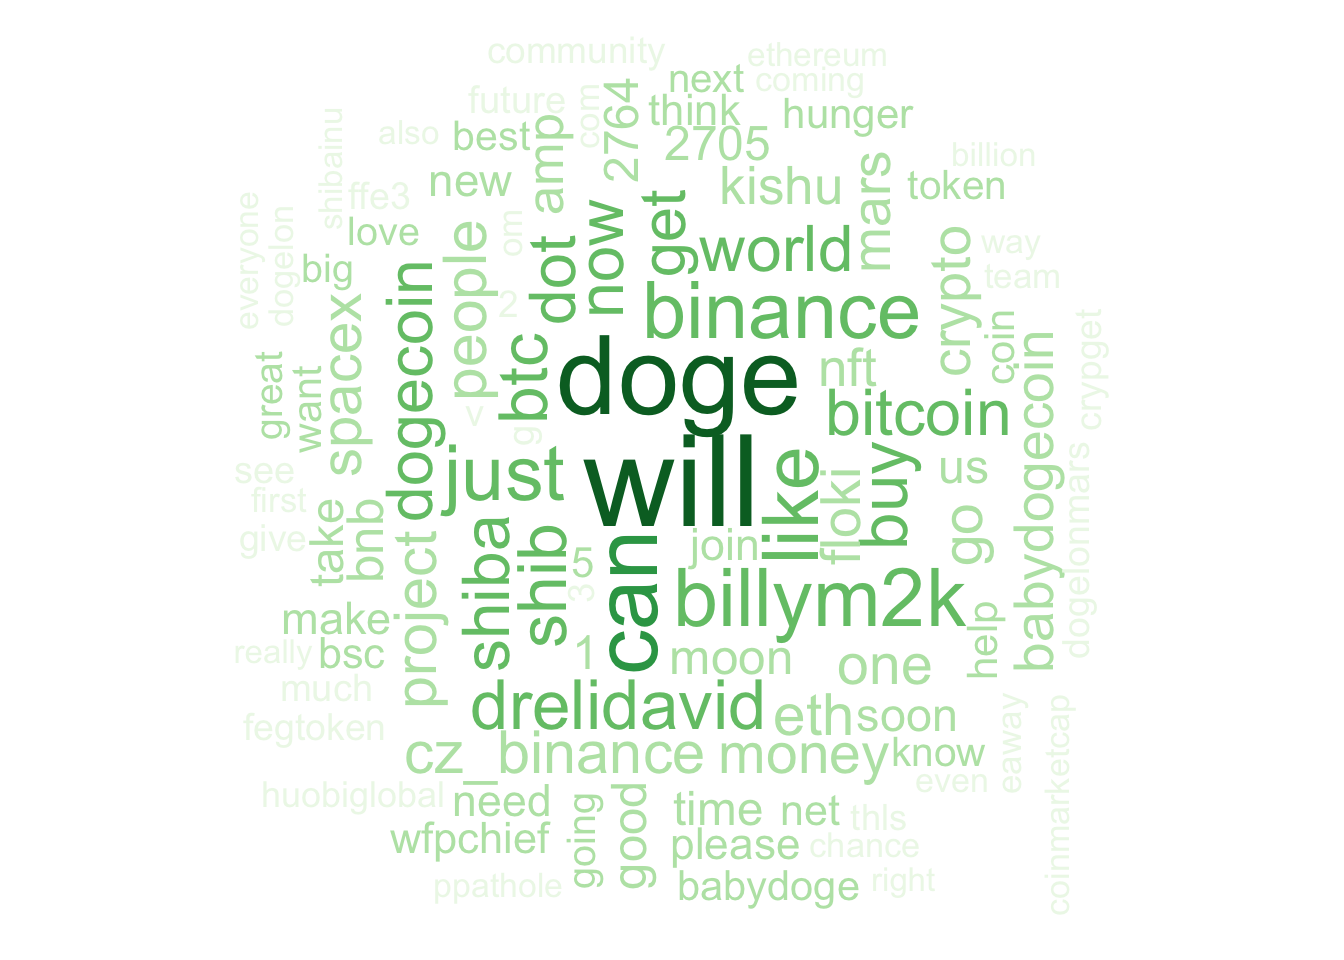 community
ethereum
next
coming
future
com
2764
think
hunger
also
best
2705
shibainu
amp
billion
new
kishu
mars
token
ffe3
love
everyone
dogelon
people
om
now
get
world
crypto
way
team
big
dogecoin
dot
2
binance
spacex
btc
doge
nft
coin
babydogecoin
crypget
great
want
v
g
bitcoin
just
will
like
buy
us
see
first
give
take
bnb
project
shiba
shib
5
3
can
join
floki
go
dogelonmars
billym2k
make
really
bsc
1
moon
one
help
much
fegtoken
drelidavid
eth
soon
cz_binance
money
know
even
eaway
coinmarketcap
huobiglobal
need
going
good
time
net
thls
wfpchief
please
chance
ppathole
babydoge
right